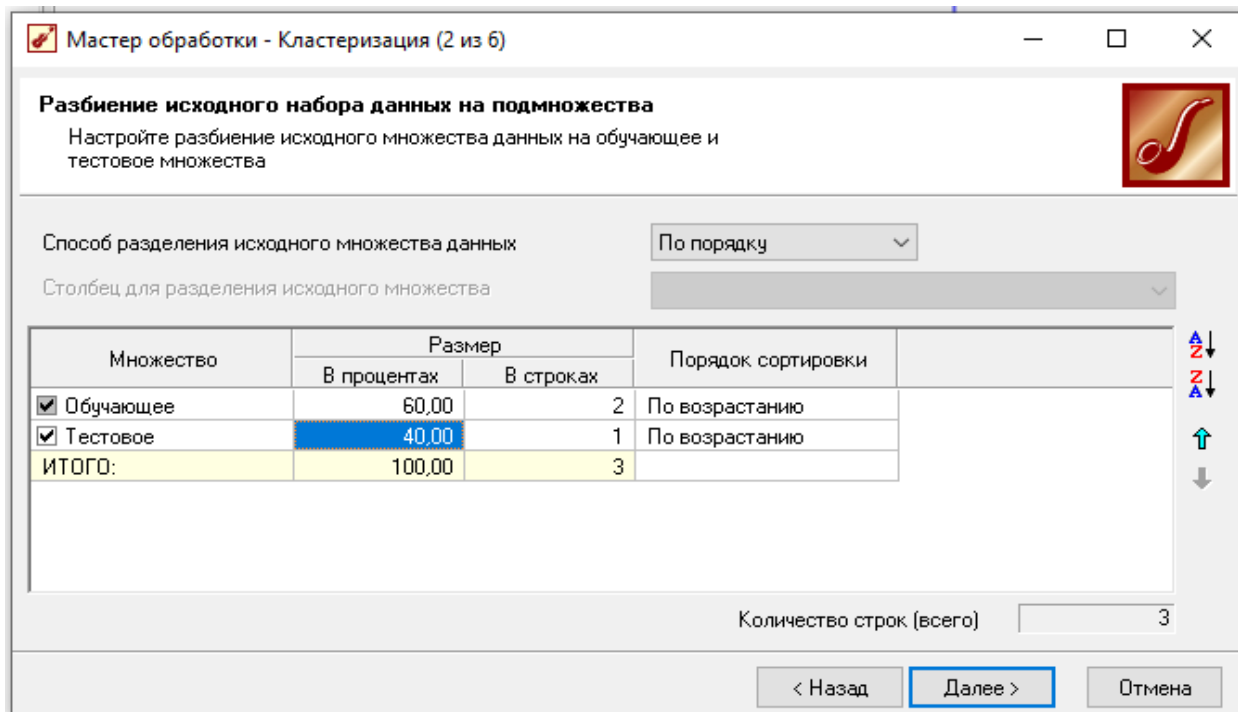 Мастер обработки - Кластеризация (2 из 6)
Разбиение исходного набора данных на подмножества
Настройте разбиение исходного множества данных на обучающее и
тестовое множества
Способ разделения исходного множества данных По порядку
Столбец для разделения исходного множества
Множество Размер Порядок сортировки
В процентах В строках
Обучающее 60,00 2 По возрастанию
Тестовое 40,00 1 По возрастанию
ИТОГО: 100,00 3
Количество строк (всего) 3
< Назад Далее > Отмена